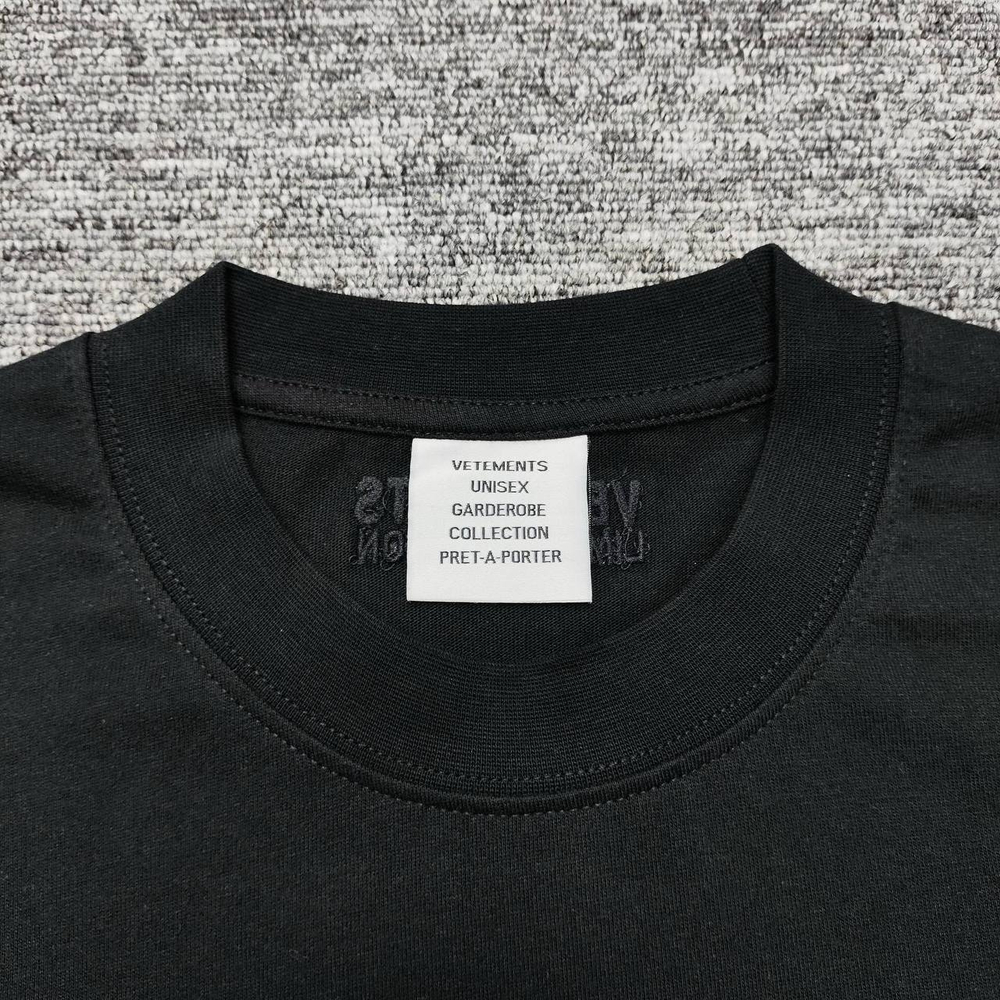 VETEMENTS
UNISEX
GARDEROBE
COLLECTION
PRET-A-PORTER